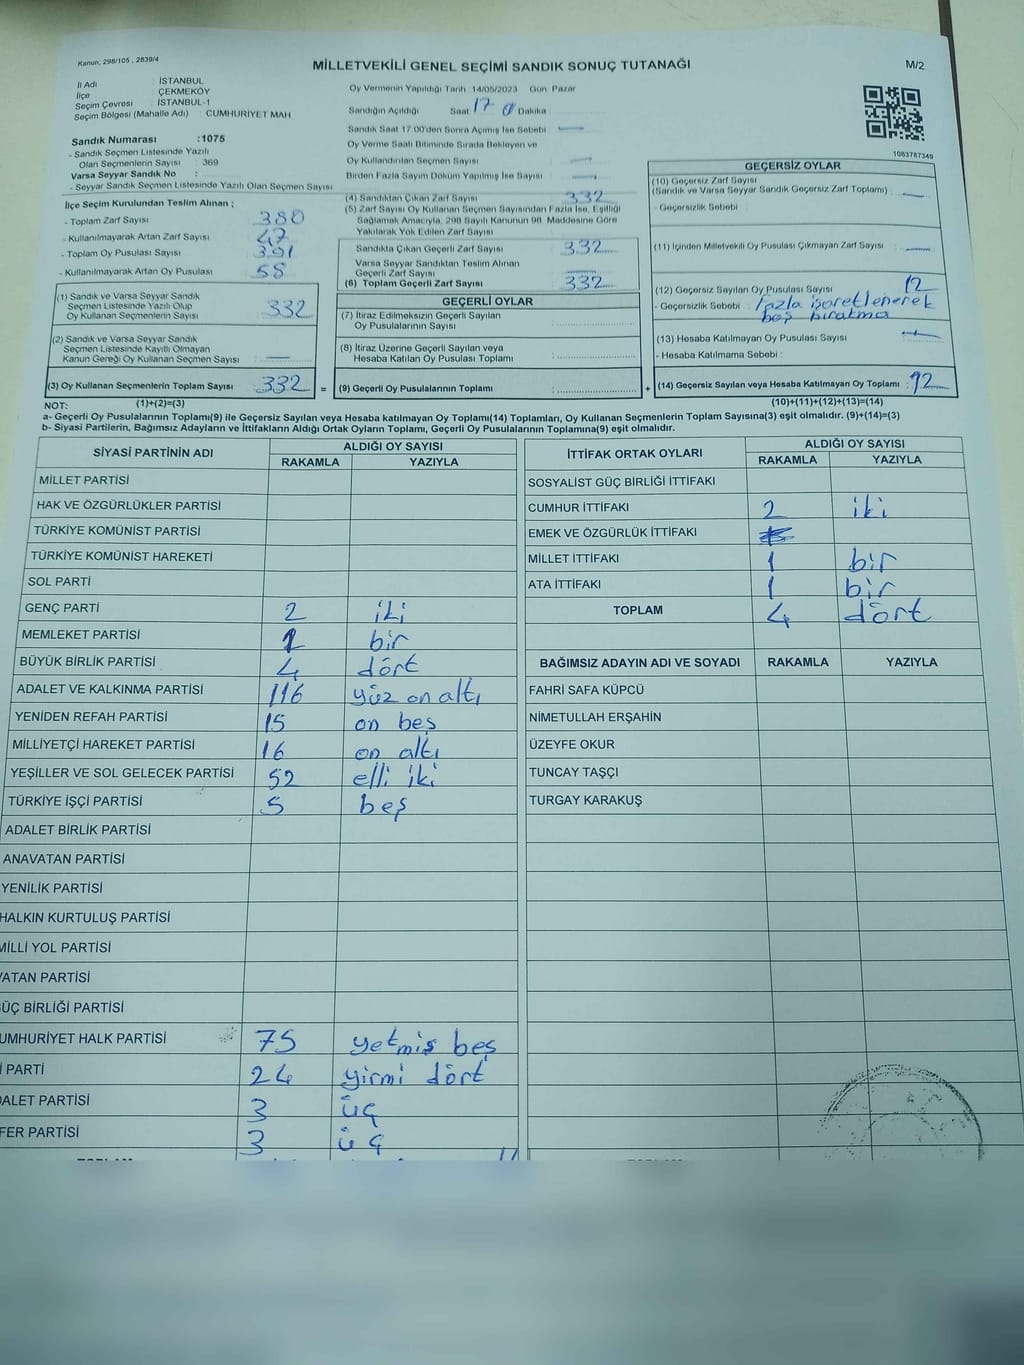 Kanun, 298/105 , 2839/4
MİLLETVEKİLİ GENEL SEÇİMİ SANDIK SONUÇ TUTANAĞI
M/2
İl Adı : İSTANBUL
İlçe : ÇEKMEKÖY
Seçim Çevresi : İSTANBUL-1
Seçim Bölgesi (Mahalle Adı) : CUMHURIYET MAH
Sandık Numarası :1075
- Sandık Seçmen Listesinde Yazılı
Olan Seçmenlerin Sayısı : 369
Varsa Seyyar Sandık No :
- Seyyar Sandık Seçmen Listesinde Yazılı Olan Seçmen Sayısı
İlçe Seçim Kurulundan Teslim Alınan ;
- Toplam Zarf Sayısı 380
- Kullanılmayarak Artan Zarf Sayısı 47
- Toplam Oy Pusulası Sayısı 391
- Kullanılmayarak Artan Oy Pusulası 58
(1) Sandık ve Varsa Seyyar Sandık
Seçmen Listesinde Yazılı Olup
Oy Kullanan Seçmenlerin Sayısı : 332
(2) Sandık ve Varsa Seyyar Sandık
Seçmen Listesinde Kayıtlı Olmayan
Kanun Gereği Oy Kullanan Seçmen Sayısı : —
(3) Oy Kullanan Seçmenlerin Toplam Sayısı : 332 =
Oy Vermenin Yapıldığı Tarih 14/05/2023 Gün Pazar
Sandığın Açıldığı Saat 17 0 Dakika
Sandık Saat 17.00'den Sonra Açımış İse Sebebi —
Oy Verme Saati Bitiminde Sırada Bekleyen ve
Oy Kullandırılan Seçmen Sayısı —
Birden Fazla Sayım Döküm Yapılmış İse Sayısı —
(4) Sandıktan Çıkan Zarf Sayısı 332
(5) Zarf Sayısı Oy Kullanan Seçmen Sayısından Fazla İse, Eşitliği
Sağlamak Amacıyla, 298 Sayılı Kanunun 98. Maddesine Göre
Yakılarak Yok Edilen Zarf Sayısı
Sandıkta Çıkan Geçerli Zarf Sayısı 332
Varsa Seyyar Sandıktan Teslim Alınan
Geçerli Zarf Sayısı
(6) Toplam Geçerli Zarf Sayısı : 332
GEÇERLİ OYLAR
(7) İtiraz Edilmeksizin Geçerli Sayılan
Oy Pusulalarının Sayısı :
(8) İtiraz Üzerine Geçerli Sayılan veya
Hesaba Katılan Oy Pusulası Toplamı :
(9) Geçerli Oy Pusulalarının Toplamı : +
1083787349
GEÇERSİZ OYLAR
(10) Geçersiz Zarf Sayısı
(Sandık ve Varsa Seyyar Sandık Geçersiz Zarf Toplamı) : —
- Geçersizlik Sebebi :
(11) İçinden Milletvekili Oy Pusulası Çıkmayan Zarf Sayısı : —
(12) Geçersiz Sayılan Oy Pusulası Sayısı : 12
- Geçersizlik Sebebi : Fazla işaretlenerek
boş bıratma
(13) Hesaba Katılmayan Oy Pusulası Sayısı : —
- Hesaba Katılmama Sebebi :
(14) Geçersiz Sayılan veya Hesaba Katılmayan Oy Toplamı : 12
NOT: (1)+(2)=(3) (10)+(11)+(12)+(13)=(14)
a- Geçerli Oy Pusulalarının Toplamı(9) ile Geçersiz Sayılan veya Hesaba katılmayan Oy Toplamı(14) Toplamları, Oy Kullanan Seçmenlerin Toplam Sayısına(3) eşit olmalıdır. (9)+(14)=(3)
b- Siyasi Partilerin, Bağımsız Adayların ve İttifakların Aldığı Ortak Oyların Toplamı, Geçerli Oy Pusulalarının Toplamına(9) eşit olmalıdır.
SİYASİ PARTİNİN ADI ALDIĞI OY SAYISI
RAKAMLA YAZIYLA
MİLLET PARTİSİ
HAK VE ÖZGÜRLÜKLER PARTİSİ
TÜRKİYE KOMÜNİST PARTİSİ
TÜRKİYE KOMÜNİST HAREKETİ
SOL PARTİ
GENÇ PARTİ 2 iki
MEMLEKET PARTİSİ 1 bir
BÜYÜK BİRLİK PARTİSİ 4 dört
ADALET VE KALKINMA PARTİSİ 116 yüz on altı
YENİDEN REFAH PARTİSİ 15 on beş
MİLLİYETÇİ HAREKET PARTİSİ 16 on altı
YEŞİLLER VE SOL GELECEK PARTİSİ 52 elli iki
TÜRKİYE İŞÇİ PARTİSİ 5 beş
ADALET BİRLİK PARTİSİ
ANAVATAN PARTİSİ
YENİLİK PARTİSİ
HALKIN KURTULUŞ PARTİSİ
MİLLİ YOL PARTİSİ
VATAN PARTİSİ
ÜÇ BİRLİĞİ PARTİSİ
UMHURİYET HALK PARTİSİ 75 yetmiş beş
İ PARTİ 24 yirmi dört
DALET PARTİSİ 3 üç
FER PARTİSİ 3 üç
İTTİFAK ORTAK OYLARI ALDIĞI OY SAYISI
RAKAMLA YAZIYLA
SOSYALİST GÜÇ BİRLİĞİ İTTİFAKI
CUMHUR İTTİFAKI 2 iki
EMEK VE ÖZGÜRLÜK İTTİFAKI
MİLLET İTTİFAKI 1 bir
ATA İTTİFAKI 1 bir
TOPLAM 4 dört
BAĞIMSIZ ADAYIN ADI VE SOYADI RAKAMLA YAZIYLA
FAHRİ SAFA KÜPCÜ
NİMETULLAH ERŞAHİN
ÜZEYFE OKUR
TUNCAY TAŞÇI
TURGAY KARAKUŞ